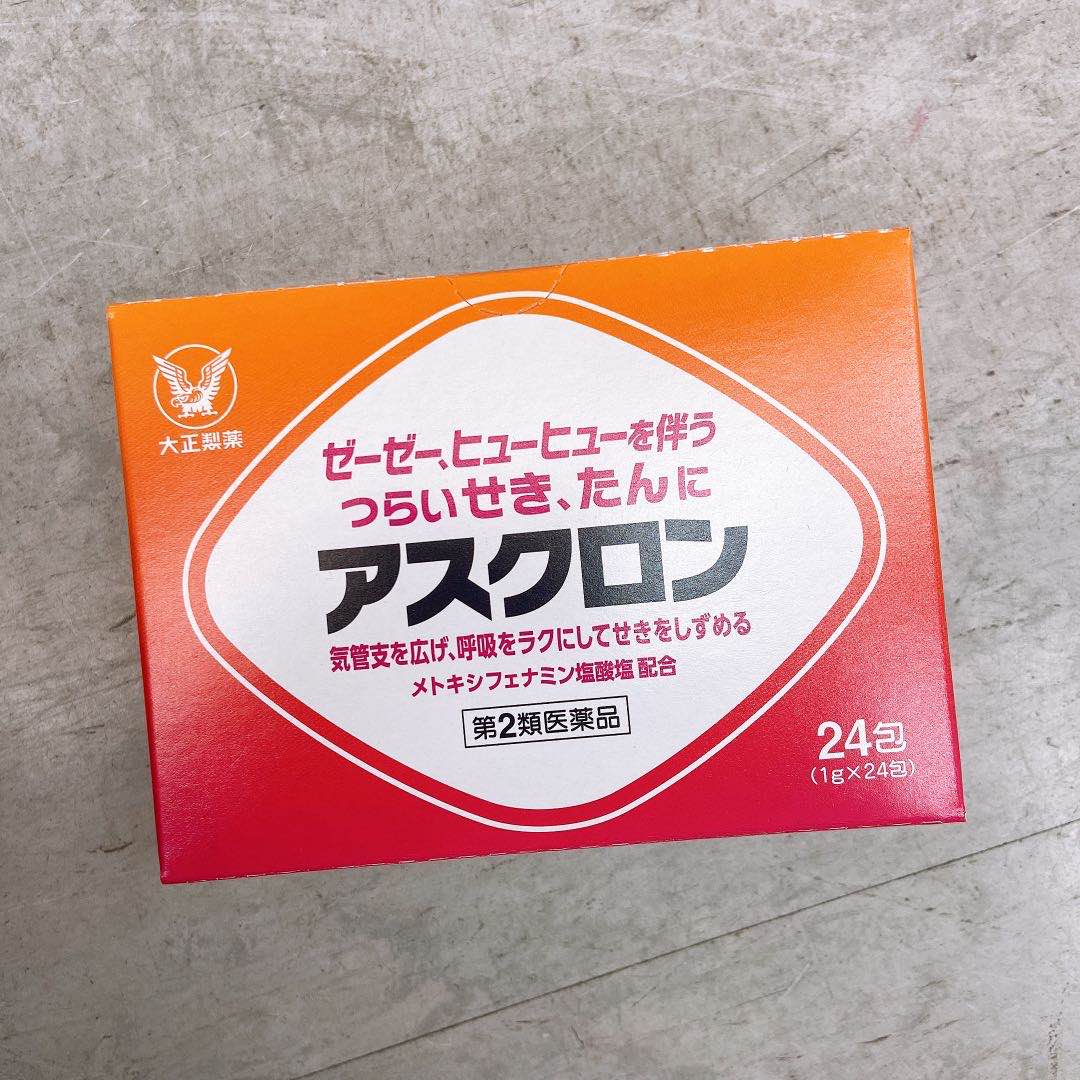 大正製薬
ゼーゼー、ヒューヒューを伴う
つらいせき、たんに
アスクロン
気管支を広げ、呼吸をラクにしてせきをしずめる
メトキシフェナミン塩酸塩 配合
第2類医薬品
24包
(1g×24包)